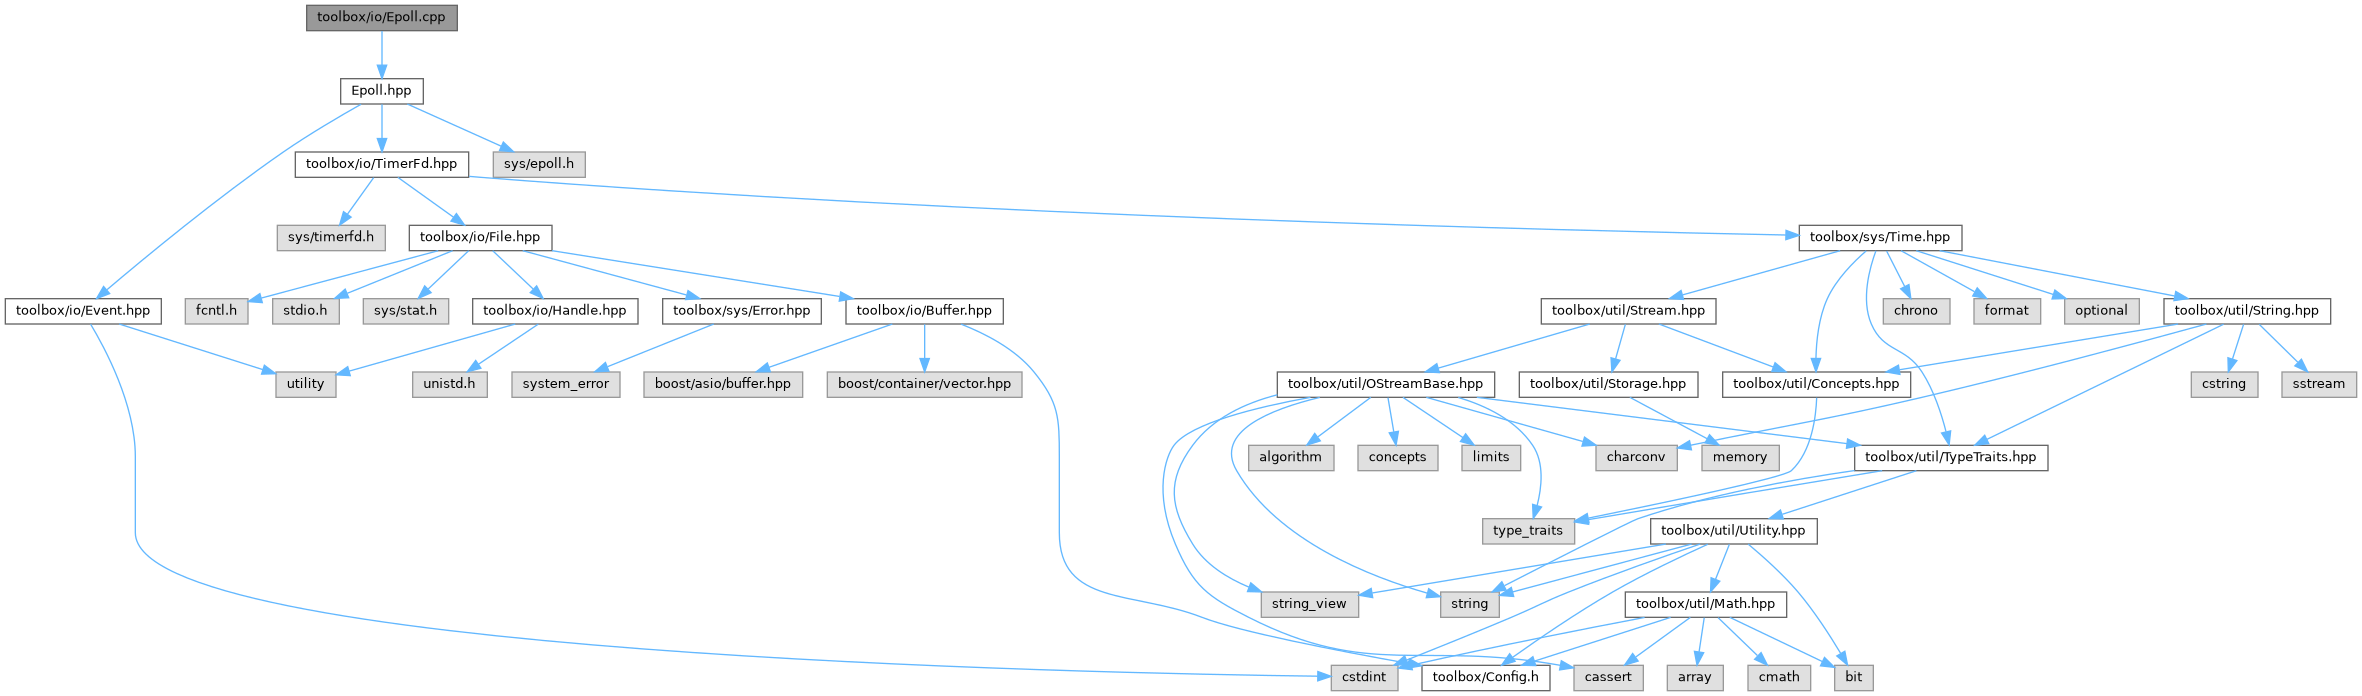 toolbox/io/Epoll.cpp
Epoll.hpp
toolbox/io/TimerFd.hpp
sys/epoll.h
sys/timerfd.h
toolbox/io/File.hpp
toolbox/sys/Time.hpp
toolbox/io/Event.hpp
fcntl.h
stdio.h
sys/stat.h
toolbox/io/Handle.hpp
toolbox/sys/Error.hpp
toolbox/io/Buffer.hpp
toolbox/util/Stream.hpp
chrono
format
optional
toolbox/util/String.hpp
utility
unistd.h
system_error
boost/asio/buffer.hpp
boost/container/vector.hpp
toolbox/util/OStreamBase.hpp
toolbox/util/Storage.hpp
toolbox/util/Concepts.hpp
cstring
sstream
algorithm
concepts
limits
charconv
memory
toolbox/util/TypeTraits.hpp
type_traits
toolbox/util/Utility.hpp
string_view
string
toolbox/util/Math.hpp
cstdint
toolbox/Config.h
cassert
array
cmath
bit